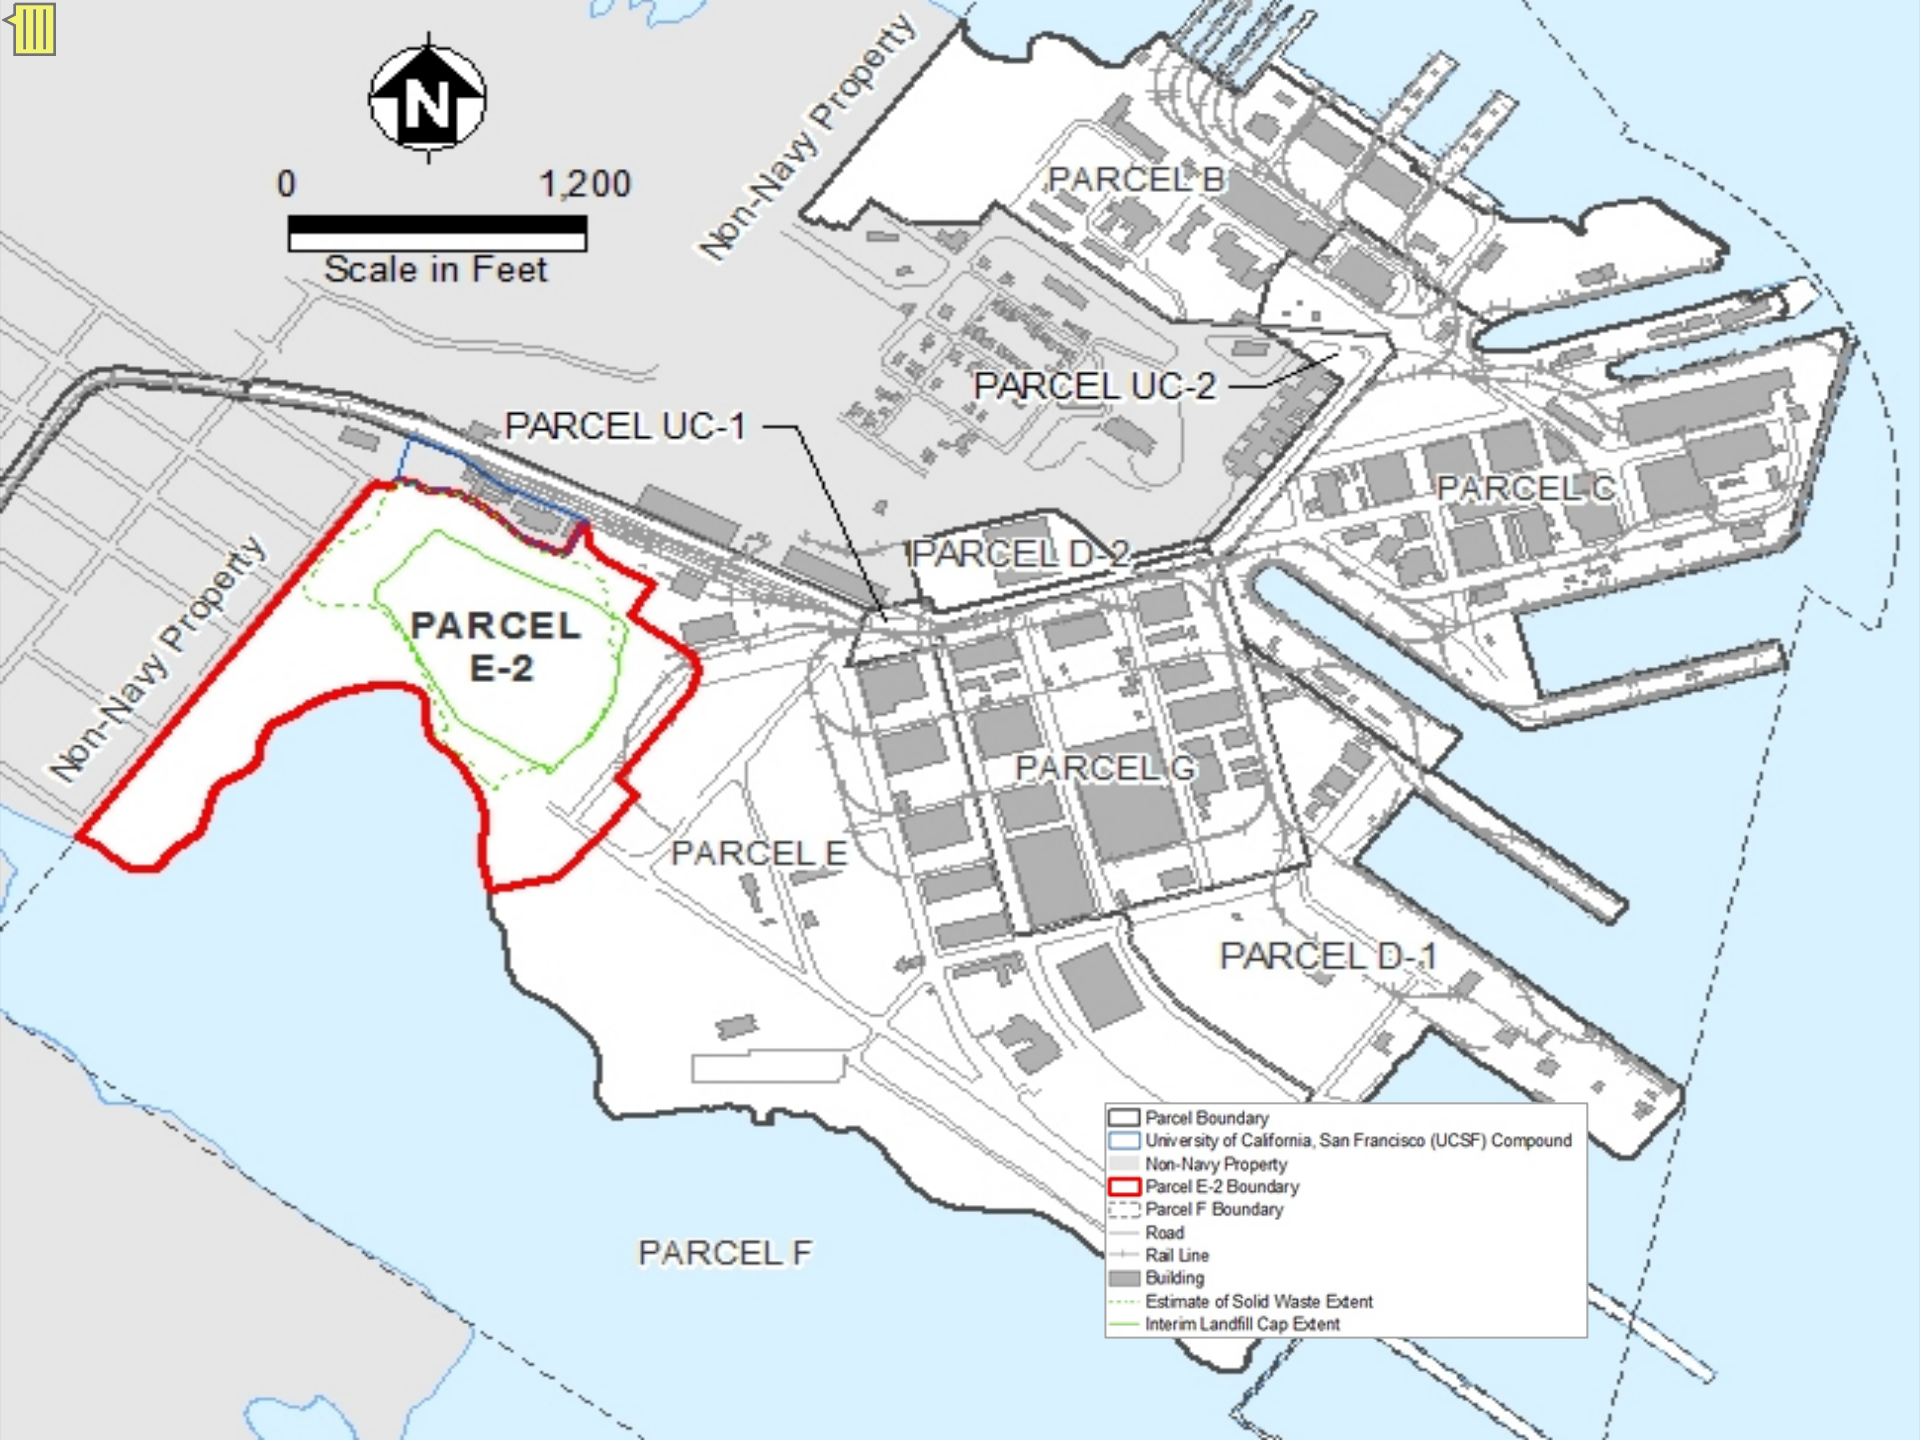 N
0 1,200
Scale in Feet
Non-Navy Property
PARCEL B
PARCEL UC-2
PARCEL UC-1
PARCEL C
PARCEL D-2
Non-Navy Property
PARCEL
E-2
PARCEL G
PARCEL E
PARCEL D-1
PARCEL F
Parcel Boundary
University of California, San Francisco (UCSF) Compound
Non-Navy Property
Parcel E-2 Boundary
Parcel F Boundary
Road
Rail Line
Building
Estimate of Solid Waste Extent
Interim Landfill Cap Extent